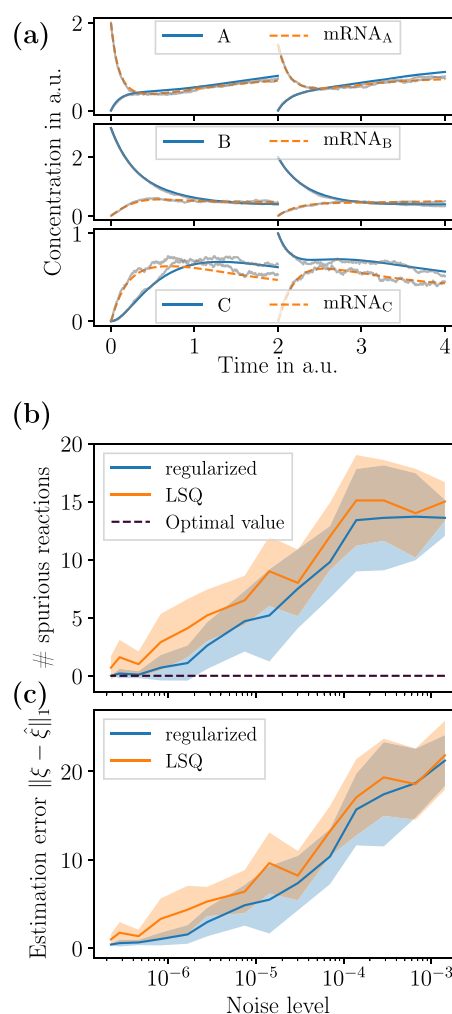 (a)
Concentration in a.u.
2
1
0
A mRNA_A
2
0
B mRNA_B
1
0
C mRNA_C
0 1 2 3 4
Time in a.u.
(b)
# spurious reactions
20
15
10
5
0
regularized
LSQ
Optimal value
(c)
Estimation error ‖ξ − ξ̂‖₁
20
10
0
regularized
LSQ
10⁻⁶ 10⁻⁵ 10⁻⁴ 10⁻³
Noise level